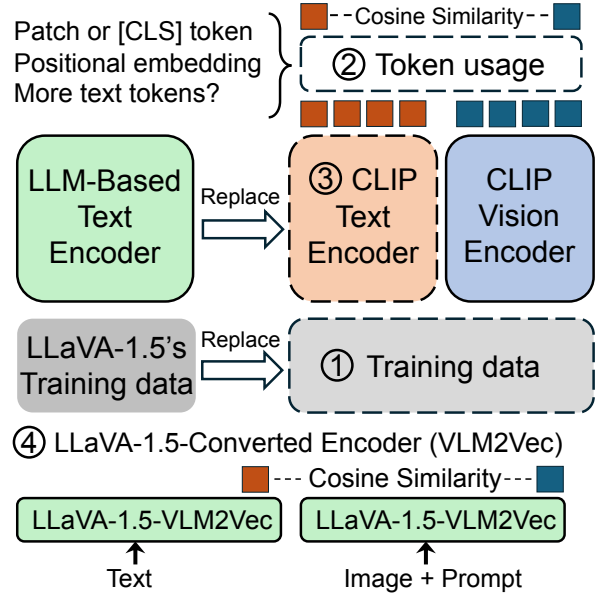 Patch or [CLS] token
Positional embedding
More text tokens?
--Cosine Similarity--
② Token usage
LLM-Based
Text
Encoder
Replace
③ CLIP
Text
Encoder
CLIP
Vision
Encoder
LLaVA-1.5's
Training data
Replace
① Training data
④ LLaVA-1.5-Converted Encoder (VLM2Vec)
--- Cosine Similarity---
LLaVA-1.5-VLM2Vec
LLaVA-1.5-VLM2Vec
Text
Image + Prompt